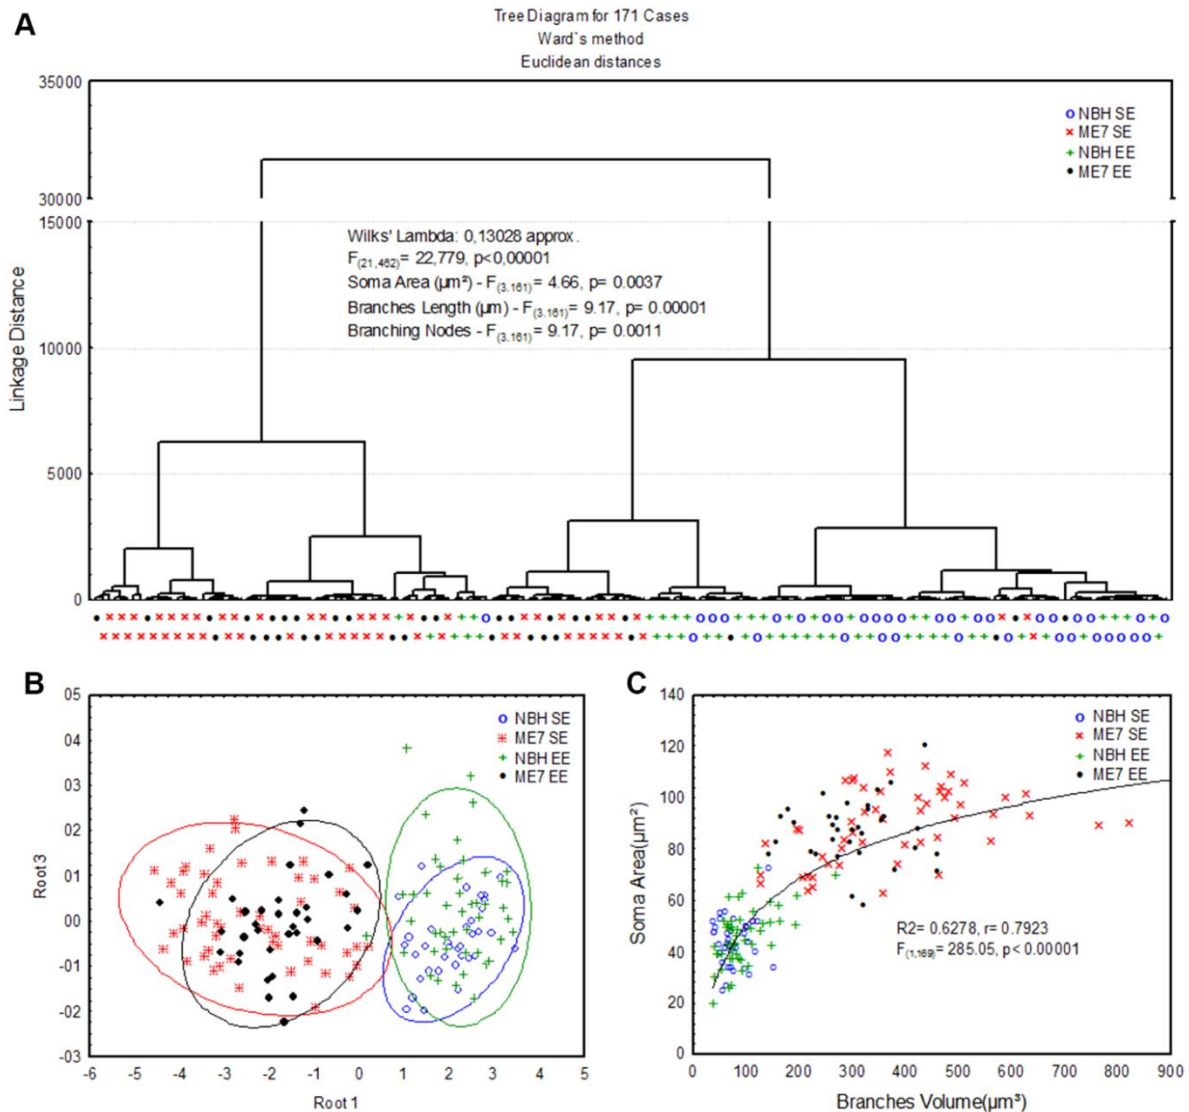 A
Tree Diagram for 171 Cases
Ward`s method
Euclidean distances
35000
30000
15000
10000
5000
0
Linkage Distance
NBH SE
ME7 SE
NBH EE
ME7 EE
Wilks' Lambda: 0,13028 approx.
F(21,462)= 22,779, p<0,00001
Soma Area (µm²) - F(3.161)= 4.66, p= 0.0037
Branches Length (µm) - F(3.161)= 9.17, p= 0.00001
Branching Nodes - F(3.161)= 9.17, p= 0.0011
B
05
04
03
02
01
00
-01
-02
-03
Root3
NBH SE
ME7 SE
NBH EE
ME7 EE
-6 -5 -4 -3 -2 -1 0 1 2 3 4 5
Root 1
C
140
120
100
80
60
40
20
0
Soma Area(µm²)
NBH SE
ME7 SE
NBH EE
ME7 EE
R2= 0.6278, r= 0.7923
F(1,169)= 285.05, p< 0.00001
0 100 200 300 400 500 600 700 800 900
Branches Volume(µm³)